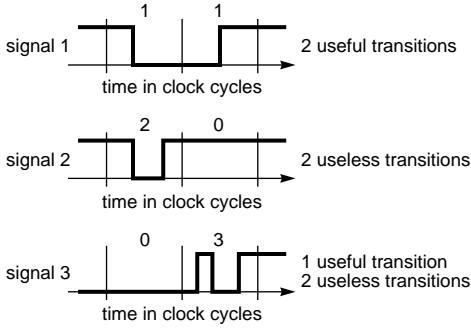 1 1
signal 1
2 useful transitions
time in clock cycles
2 0
signal 2
2 useless transitions
time in clock cycles
0 3
signal 3
1 useful transition
2 useless transitions
time in clock cycles